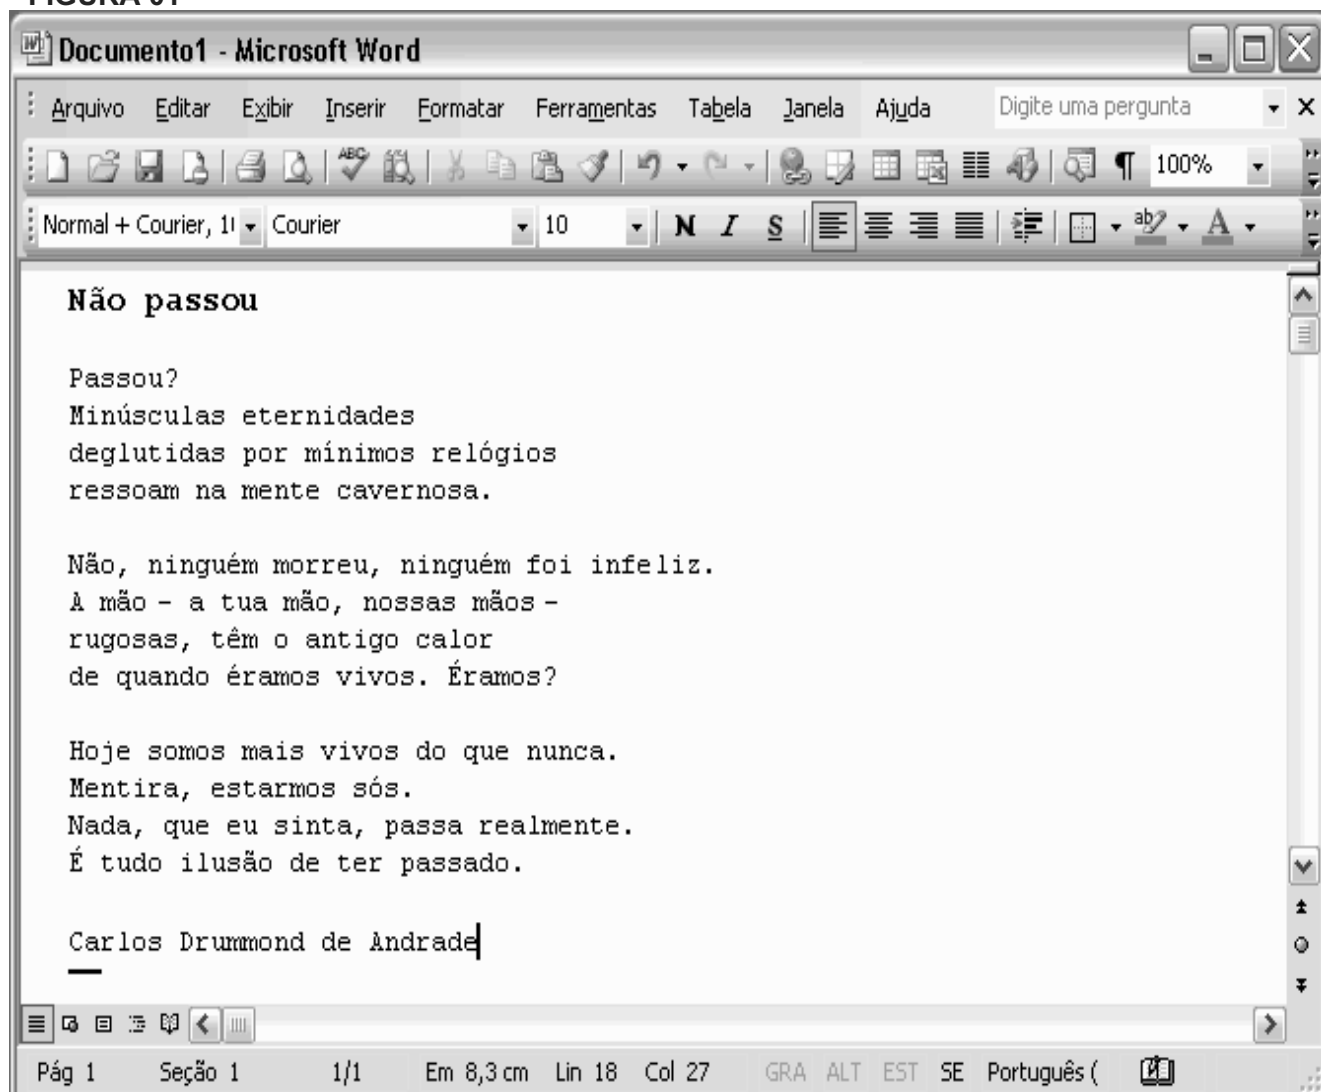 FIGURA 01
Documento1 - Microsoft Word
Arquivo Editar Exibir Inserir Formatar Ferramentas Tabela Janela Ajuda Digite uma pergunta
ABC ¶ 100%
Normal + Courier, 1 Courier 10 N I S ab A
Não passou
Passou?
Minúsculas eternidades
deglutidas por mínimos relógios
ressoam na mente cavernosa.
Não, ninguém morreu, ninguém foi infeliz.
A mão – a tua mão, nossas mãos –
rugosas, têm o antigo calor
de quando éramos vivos. Éramos?
Hoje somos mais vivos do que nunca.
Mentira, estarmos sós.
Nada, que eu sinta, passa realmente.
É tudo ilusão de ter passado.
Carlos Drummond de Andrade
Pág 1 Seção 1 1/1 Em 8,3 cm Lin 18 Col 27 GRA ALT EST SE Português (